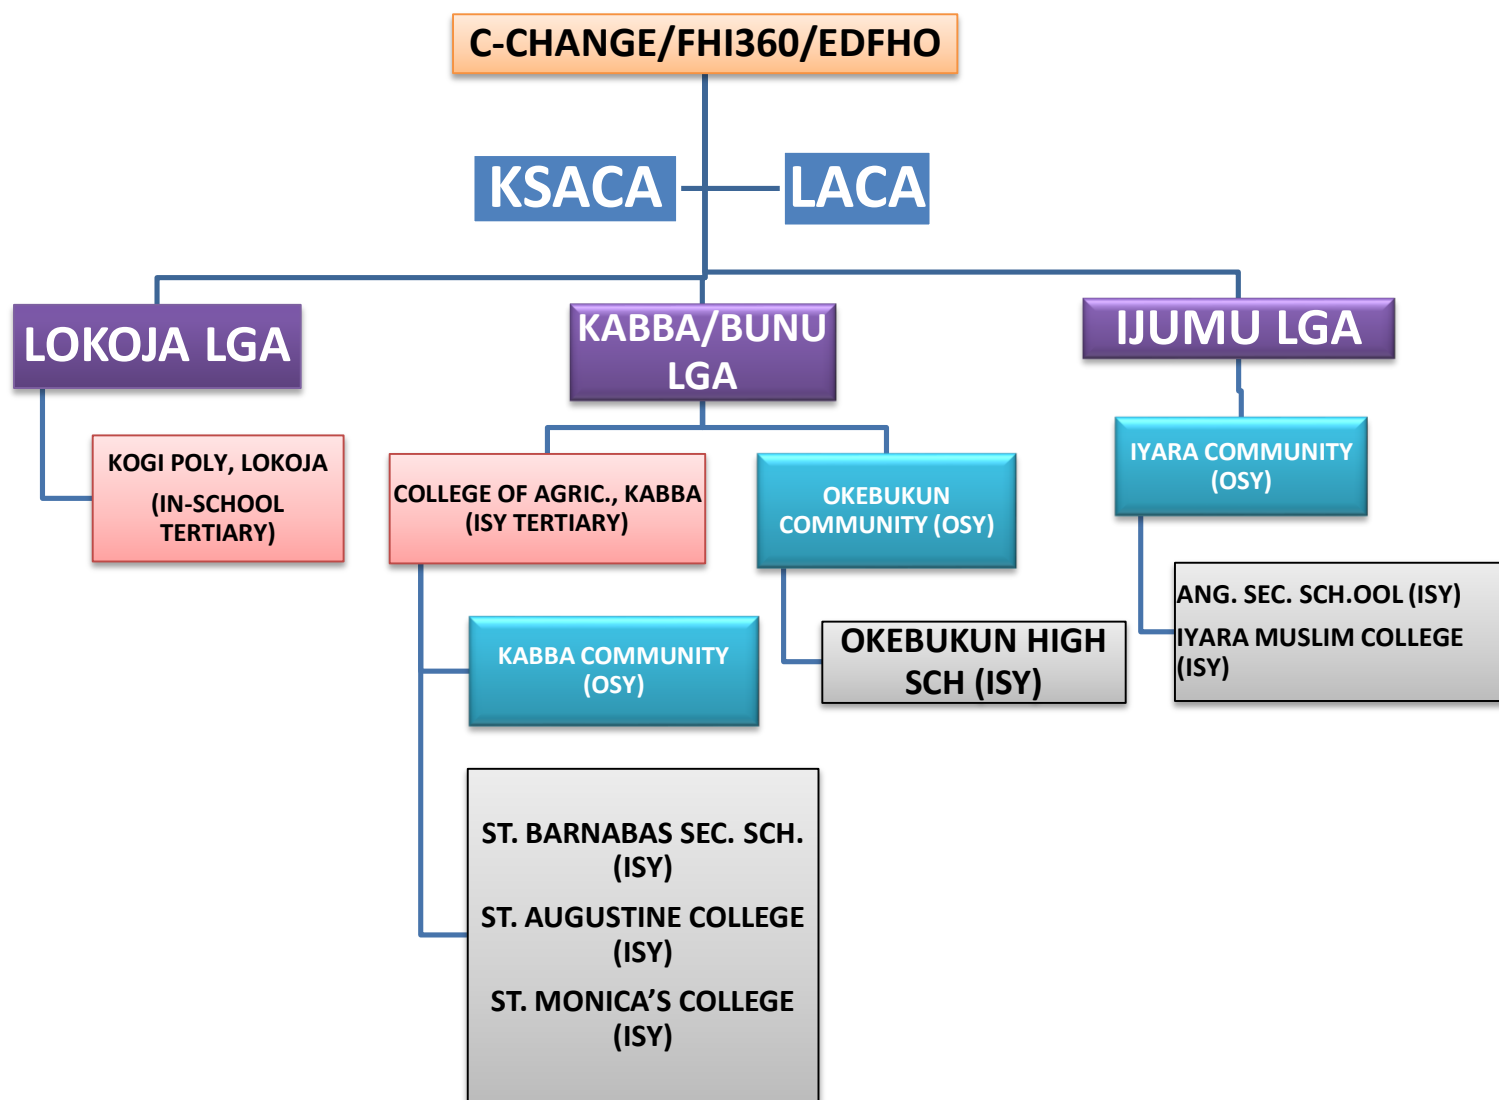 C-CHANGE/FHI360/EDFHO
KSACA
LACA
LOKOJA LGA
KABBA/BUNU
LGA
IJUMU LGA
KOGI POLY, LOKOJA
(IN-SCHOOL
TERTIARY)
COLLEGE OF AGRIC., KABBA
(ISY TERTIARY)
OKEBUKUN
COMMUNITY (OSY)
IYARA COMMUNITY
(OSY)
KABBA COMMUNITY
(OSY)
OKEBUKUN HIGH
SCH (ISY)
ANG. SEC. SCH.OOL (ISY)
IYARA MUSLIM COLLEGE
(ISY)
ST. BARNABAS SEC. SCH.
(ISY)
ST. AUGUSTINE COLLEGE
(ISY)
ST. MONICA’S COLLEGE
(ISY)